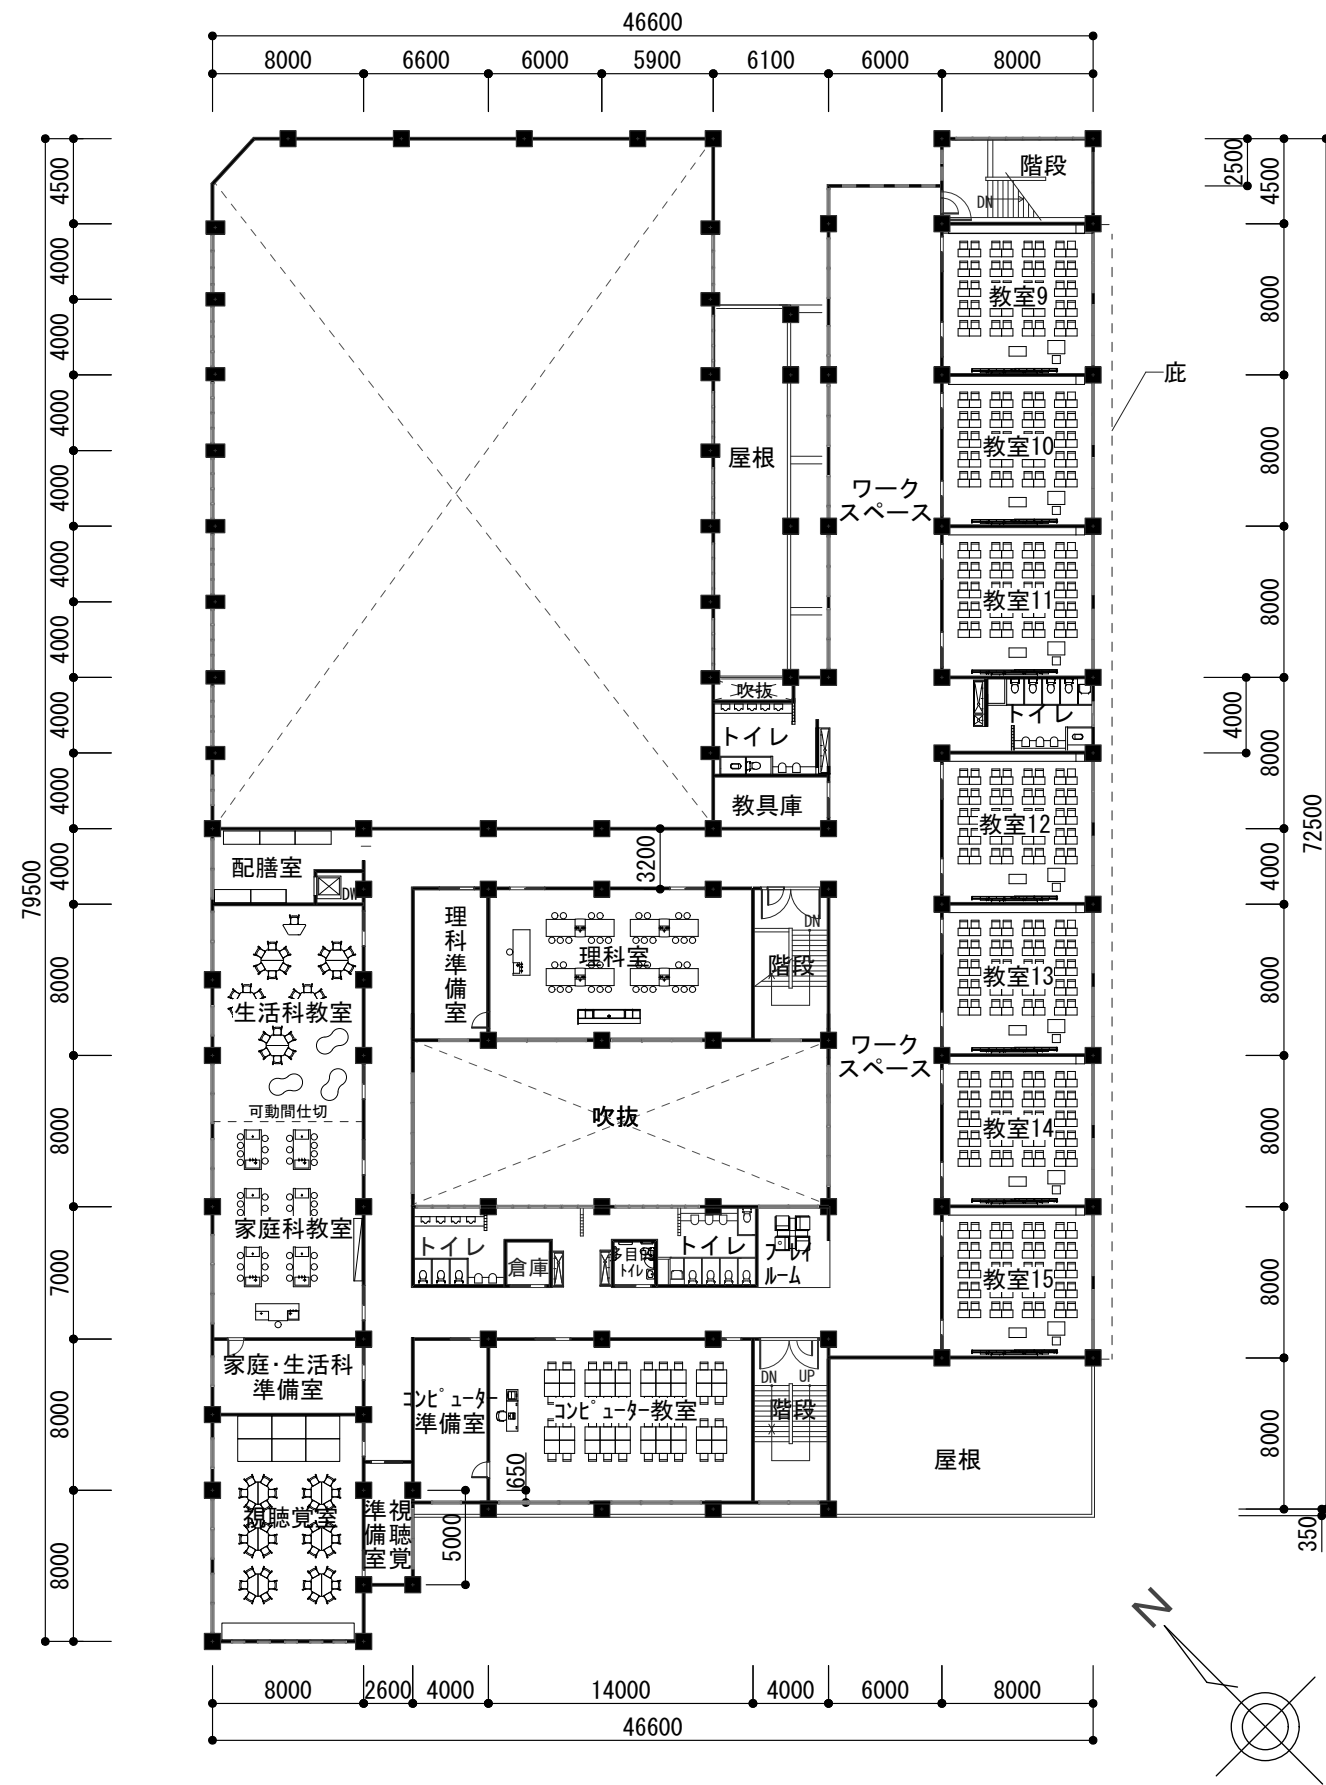 46600
8000 6600 6000 5900 6100 6000 8000
階段
DN
2500
4500
4500
4000
4000
4000
4000
4000
4000
4000
4000
4000
79500
教室9
8000
庇
教室10
8000
屋根
ワーク
スペース
教室11
8000
吹抜
トイレ
トイレ
4000
8000
72500
教具庫
教室12
3200
4000
4000
配膳室
DW
理科準備室
理科室
DN
階段
教室13
8000
8000
生活科教室
ワーク
スペース
可動間仕切
吹抜
教室14
8000
8000
家庭科教室
トイレ
倉庫
多目的
トイレ
トイレ
プレイ
ルーム
教室15
8000
7000
家庭・生活科
準備室
コンピューター
準備室
コンピューター教室
DN UP
階段
8000
8000
屋根
650
視聴覚室
視聴覚
準備室
5000
8000
350
N
8000 2600 4000 14000 4000 6000 8000
46600